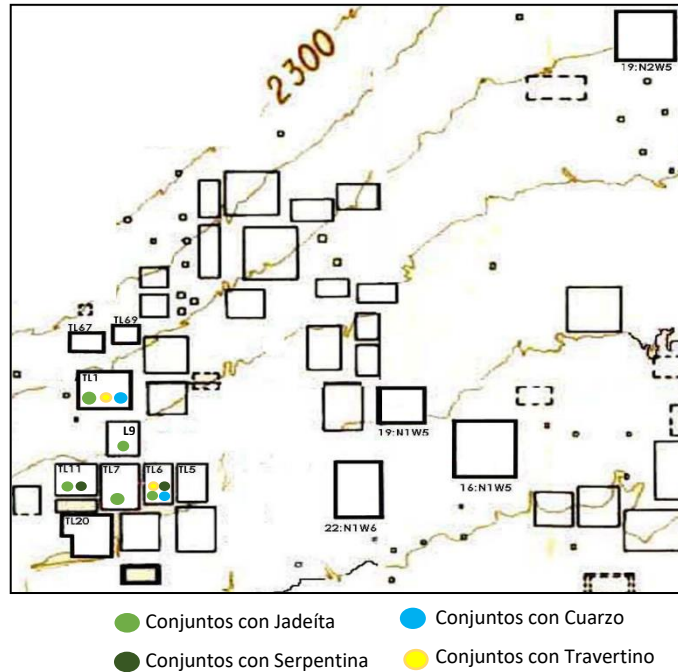 2300
19:N2W5
TL67
TL69
TL1
L9
TL11
TL7
TL6
TL5
TL20
19:N1W5
16:N1W5
22:N1W6
Conjuntos con Jadeíta
Conjuntos con Cuarzo
Conjuntos con Serpentina
Conjuntos con Travertino